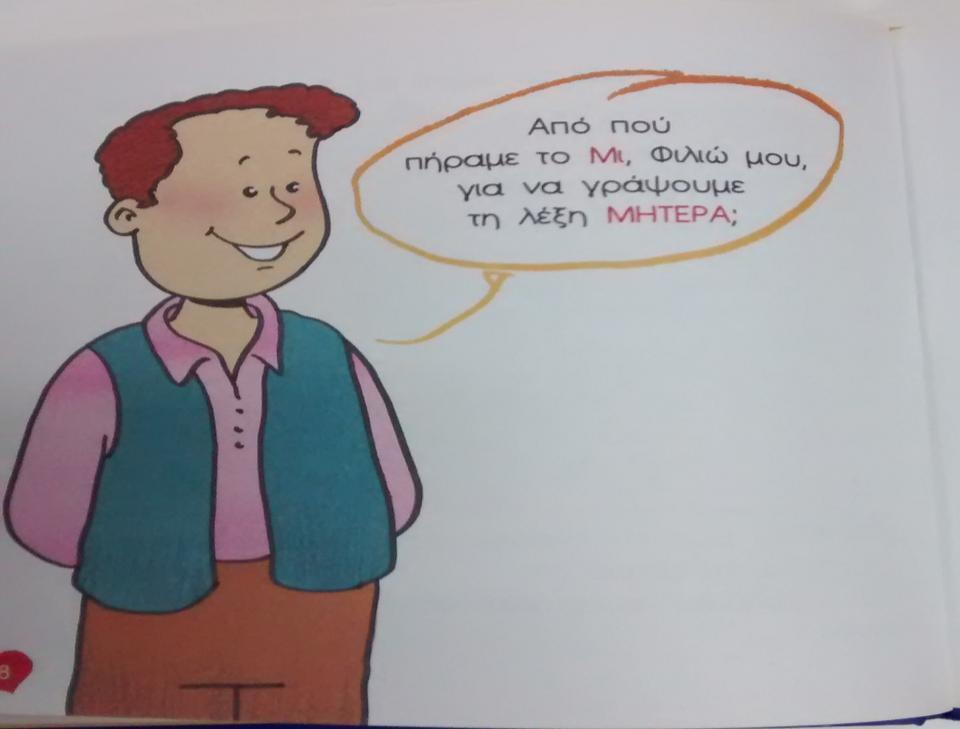 Από πού
πήραμε το Μι, Φιλιώ μου,
για να γράψουμε
τη λέξη ΜΗΤΕΡΑ;
8